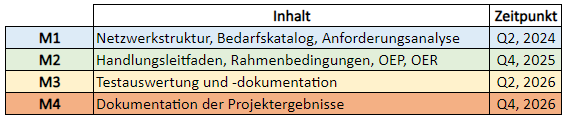 Inhalt Zeitpunkt
M1 Netzwerkstruktur, Bedarfskatalog, Anforderungsanalyse Q2, 2024
M2 Handlungsleitfaden, Rahmenbedingungen, OEP, OER Q4, 2025
M3 Testauswertung und -dokumentation Q2, 2026
M4 Dokumentation der Projektergebnisse Q4, 2026